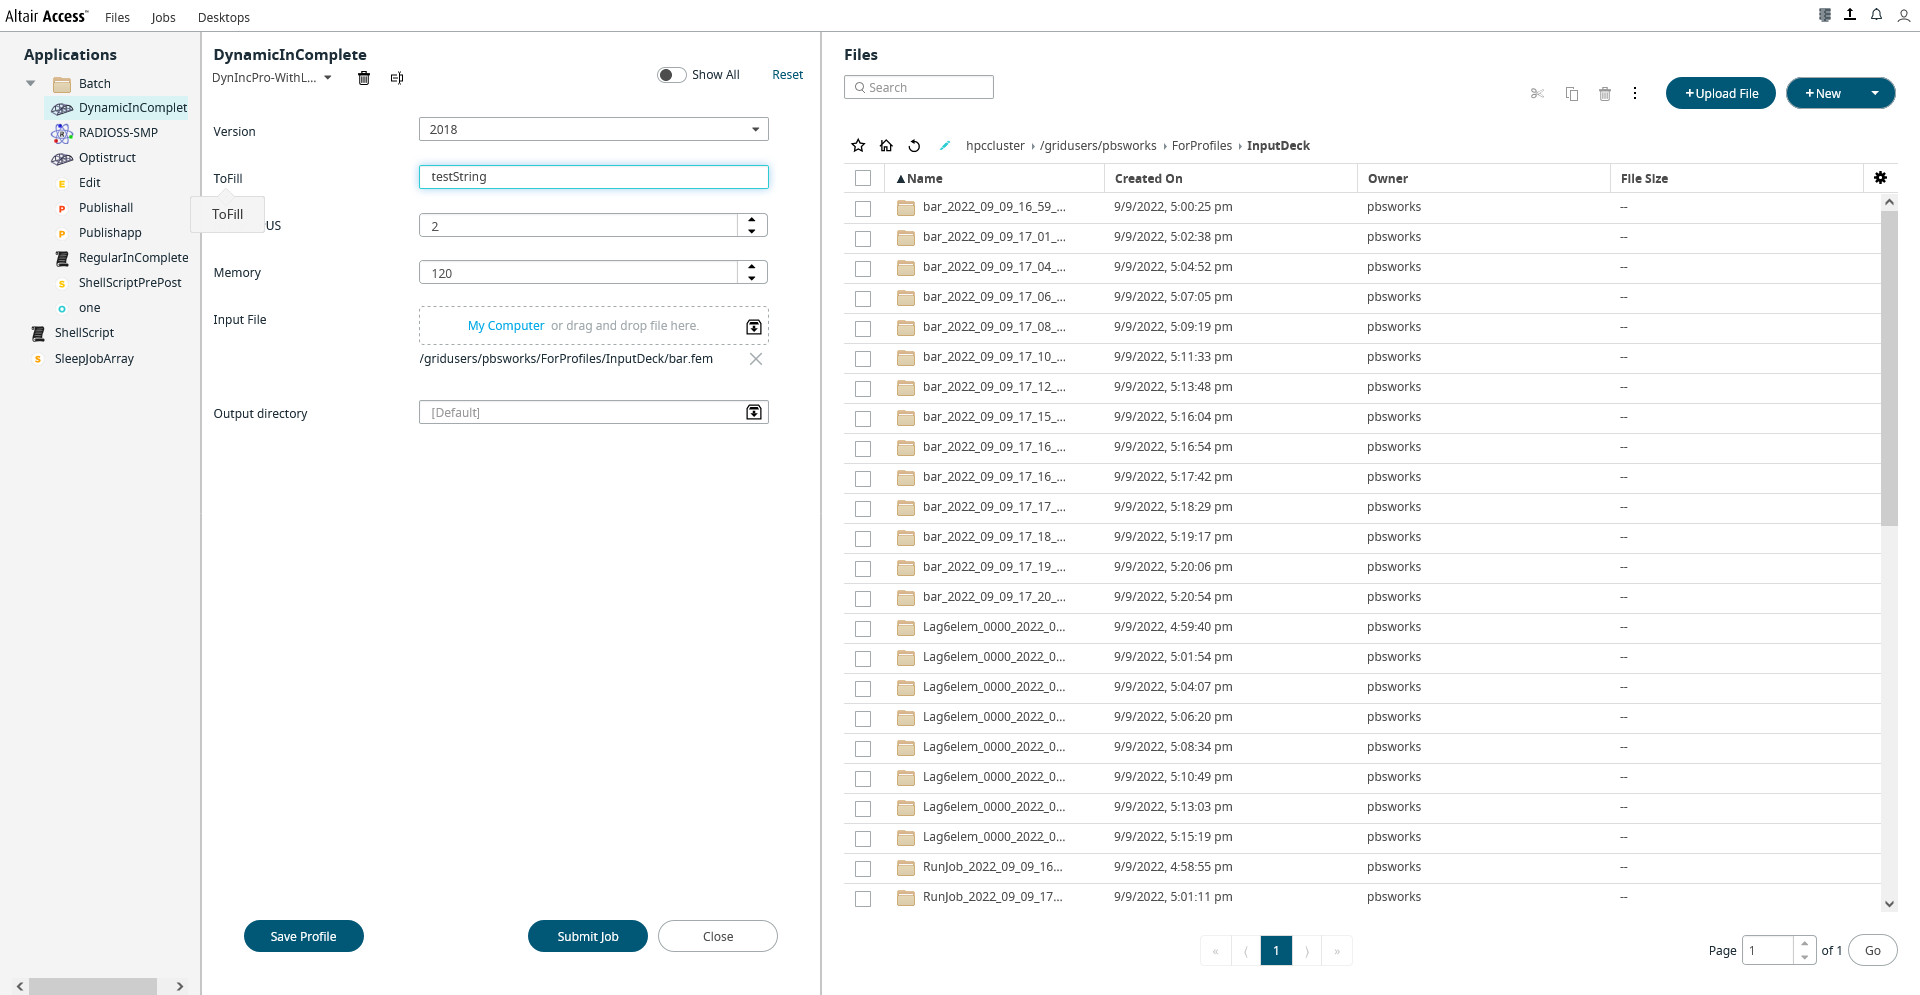 Altair Access™ Files Jobs Desktops
Applications
Batch
DynamicInComplet
RADIOSS-SMP
Optistruct
E Edit
P Publishall
P Publishapp
RegularInComplete
S ShellScriptPrePost
o one
ShellScript
S SleepJobArray
DynamicInComplete
DynIncPro-WithL...
Show All
Reset
Version
2018
ToFill
testString
ToFill
US
2
Memory
120
Input File
My Computer or drag and drop file here.
/gridusers/pbsworks/ForProfiles/InputDeck/bar.fem
Output directory
[Default]
Save Profile
Submit Job
Close
Files
Search
+Upload File
+New
hpccluster › /gridusers/pbsworks › ForProfiles › InputDeck
▲Name Created On Owner File Size
bar_2022_09_09_16_59_... 9/9/2022, 5:00:25 pm pbsworks --
bar_2022_09_09_17_01_... 9/9/2022, 5:02:38 pm pbsworks --
bar_2022_09_09_17_04_... 9/9/2022, 5:04:52 pm pbsworks --
bar_2022_09_09_17_06_... 9/9/2022, 5:07:05 pm pbsworks --
bar_2022_09_09_17_08_... 9/9/2022, 5:09:19 pm pbsworks --
bar_2022_09_09_17_10_... 9/9/2022, 5:11:33 pm pbsworks --
bar_2022_09_09_17_12_... 9/9/2022, 5:13:48 pm pbsworks --
bar_2022_09_09_17_15_... 9/9/2022, 5:16:04 pm pbsworks --
bar_2022_09_09_17_16_... 9/9/2022, 5:16:54 pm pbsworks --
bar_2022_09_09_17_16_... 9/9/2022, 5:17:42 pm pbsworks --
bar_2022_09_09_17_17_... 9/9/2022, 5:18:29 pm pbsworks --
bar_2022_09_09_17_18_... 9/9/2022, 5:19:17 pm pbsworks --
bar_2022_09_09_17_19_... 9/9/2022, 5:20:06 pm pbsworks --
bar_2022_09_09_17_20_... 9/9/2022, 5:20:54 pm pbsworks --
Lag6elem_0000_2022_0... 9/9/2022, 4:59:40 pm pbsworks --
Lag6elem_0000_2022_0... 9/9/2022, 5:01:54 pm pbsworks --
Lag6elem_0000_2022_0... 9/9/2022, 5:04:07 pm pbsworks --
Lag6elem_0000_2022_0... 9/9/2022, 5:06:20 pm pbsworks --
Lag6elem_0000_2022_0... 9/9/2022, 5:08:34 pm pbsworks --
Lag6elem_0000_2022_0... 9/9/2022, 5:10:49 pm pbsworks --
Lag6elem_0000_2022_0... 9/9/2022, 5:13:03 pm pbsworks --
Lag6elem_0000_2022_0... 9/9/2022, 5:15:19 pm pbsworks --
RunJob_2022_09_09_16... 9/9/2022, 4:58:55 pm pbsworks --
RunJob_2022_09_09_17... 9/9/2022, 5:01:11 pm pbsworks --
« ⟨ 1 ⟩ »
Page 1 of 1 Go